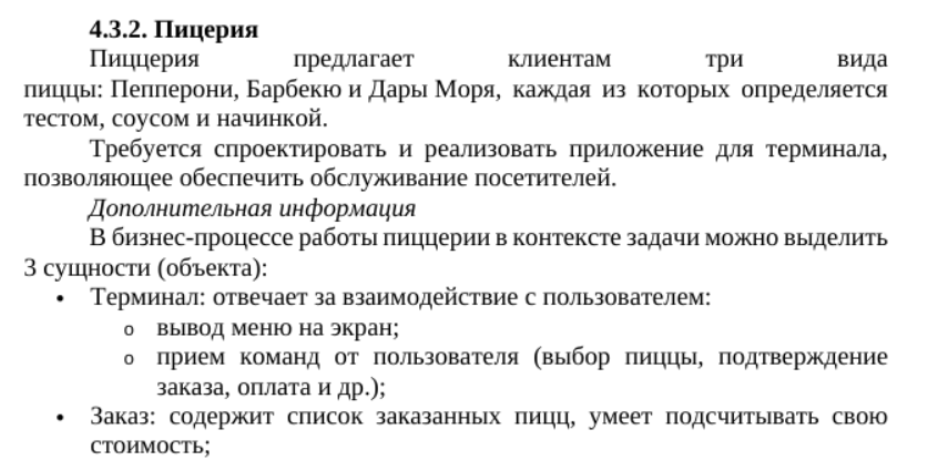 4.3.2. Пицерия
Пиццерия предлагает клиентам три вида
пиццы: Пепперони, Барбекю и Дары Моря, каждая из которых определяется
тестом, соусом и начинкой.
Требуется спроектировать и реализовать приложение для терминала,
позволяющее обеспечить обслуживание посетителей.
Дополнительная информация
В бизнес-процессе работы пиццерии в контексте задачи можно выделить
3 сущности (объекта):
• Терминал: отвечает за взаимодействие с пользователем:
o вывод меню на экран;
o прием команд от пользователя (выбор пиццы, подтверждение
заказа, оплата и др.);
• Заказ: содержит список заказанных пицц, умеет подсчитывать свою
стоимость;